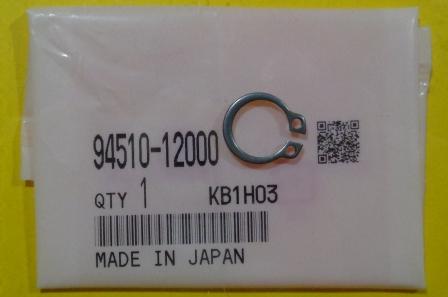 94510-12000
QTY 1 KB1H03
MADE IN JAPAN